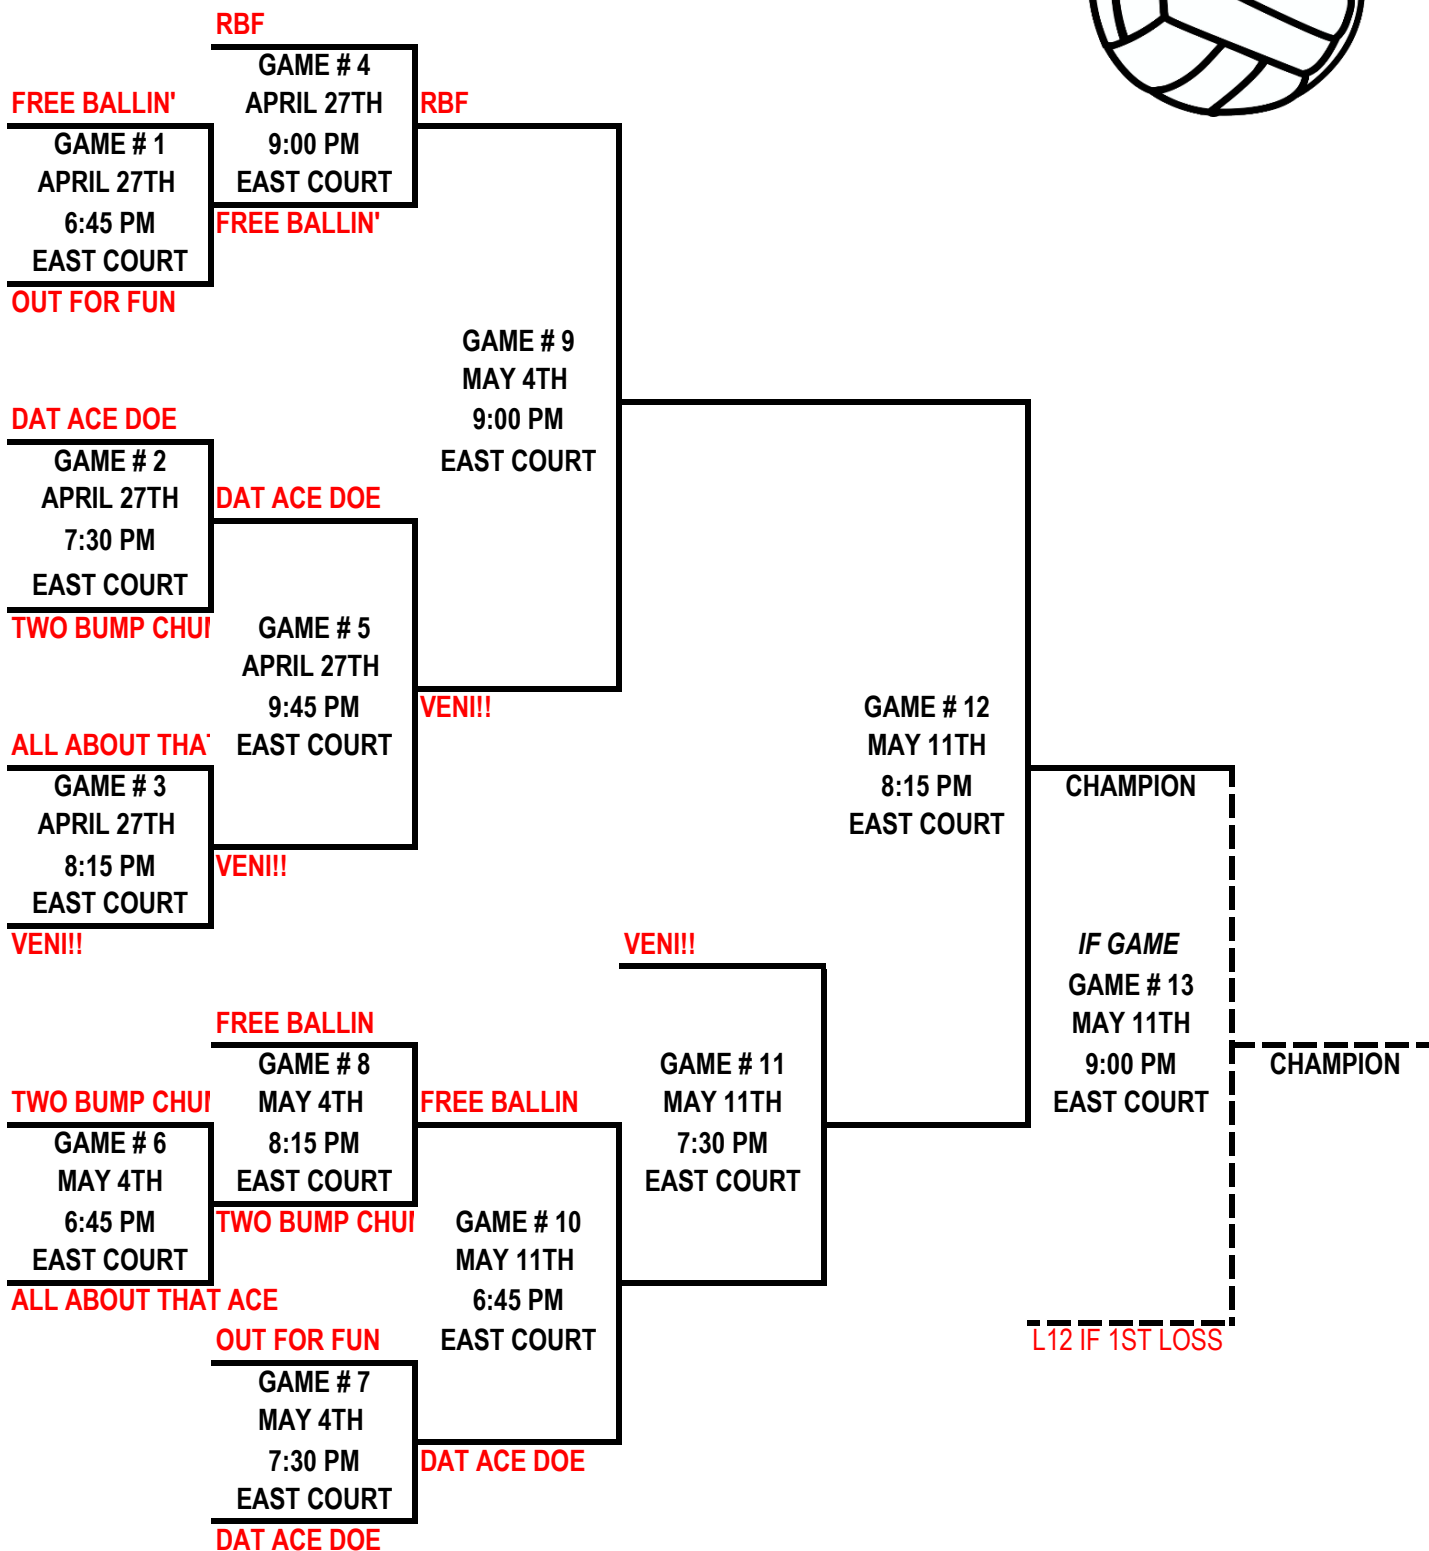 RBF
GAME # 4
APRIL 27TH
9:00 PM
EAST COURT
FREE BALLIN'
RBF
FREE BALLIN'
GAME # 1
APRIL 27TH
6:45 PM
EAST COURT
OUT FOR FUN
GAME # 9
MAY 4TH
9:00 PM
EAST COURT
DAT ACE DOE
GAME # 2
APRIL 27TH
7:30 PM
EAST COURT
TWO BUMP CHU
DAT ACE DOE
GAME # 5
APRIL 27TH
9:45 PM
EAST COURT
VENI!!
VENI!!
ALL ABOUT THA
GAME # 3
APRIL 27TH
8:15 PM
EAST COURT
VENI!!
GAME # 12
MAY 11TH
8:15 PM
EAST COURT
CHAMPION
IF GAME
GAME # 13
MAY 11TH
9:00 PM
EAST COURT
CHAMPION
L12 IF 1ST LOSS
VENI!!
GAME # 11
MAY 11TH
7:30 PM
EAST COURT
FREE BALLIN
GAME # 8
MAY 4TH
8:15 PM
EAST COURT
TWO BUMP CHU
FREE BALLIN
TWO BUMP CHU
GAME # 6
MAY 4TH
6:45 PM
EAST COURT
ALL ABOUT THAT ACE
GAME # 10
MAY 11TH
6:45 PM
EAST COURT
OUT FOR FUN
GAME # 7
MAY 4TH
7:30 PM
EAST COURT
DAT ACE DOE
DAT ACE DOE